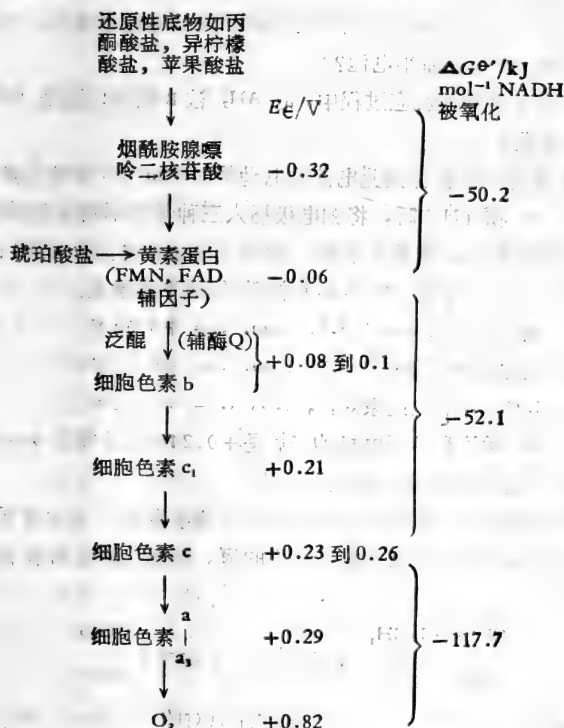 还原性底物如丙
酮酸盐，异柠檬
酸盐，苹果酸盐
ΔG⊖′/kJ
mol⁻¹ NADH
被氧化
E⊖/V
烟酰胺腺嘌
呤二核苷酸
−0.32
−50.2
琥珀酸盐→黄素蛋白
(FMN, FAD
辅因子)
−0.06
泛醌 (辅酶Q)
+0.08 到 0.1
细胞色素 b
−52.1
细胞色素 c₁
+0.21
细胞色素 c
+0.23 到 0.26
a
细胞色素
a₃
+0.29
−117.7
O₂
+0.82